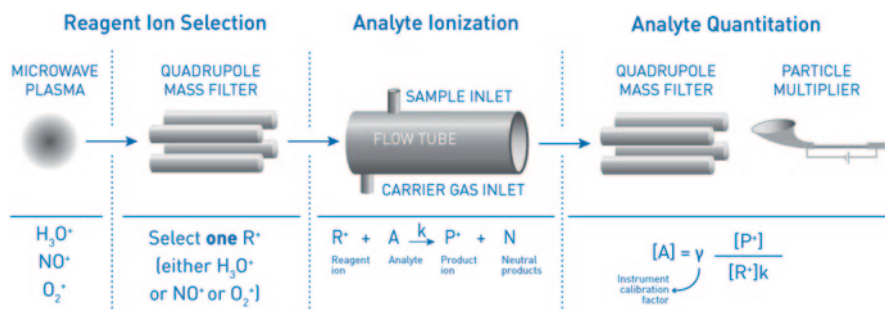 Reagent Ion Selection
Analyte Ionization
Analyte Quantitation
MICROWAVE
PLASMA
QUADRUPOLE
MASS FILTER
SAMPLE INLET
FLOW TUBE
CARRIER GAS INLET
QUADRUPOLE
MASS FILTER
PARTICLE
MULTIPLIER
H₃O⁺
NO⁺
O₂⁺
Select one R⁺
(either H₃O⁺
or NO⁺ or O₂⁺)
R⁺ + A k→ P⁺ + N
Reagent ion
Analyte
Product ion
Neutral products
[A] = γ [P⁺] / [R⁺]k
Instrument
calibration
factor